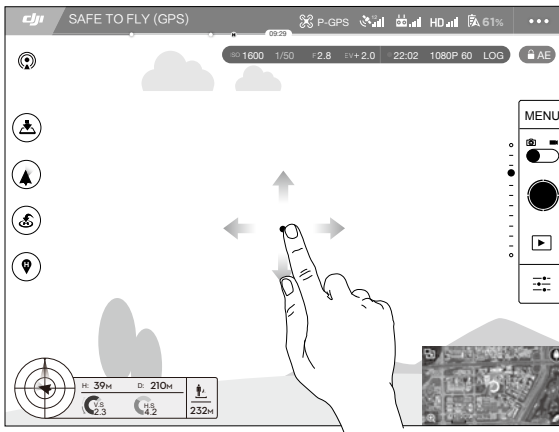 dji SAFE TO FLY (GPS) P-GPS 12 HD 61%
09:29
ISO 1600 1/50 F2.8 EV+2.0 22:02 1080P 60 LOG AE
MENU
H
H: 39M D: 210M
V.S 2.3 H.S 4.2 232M